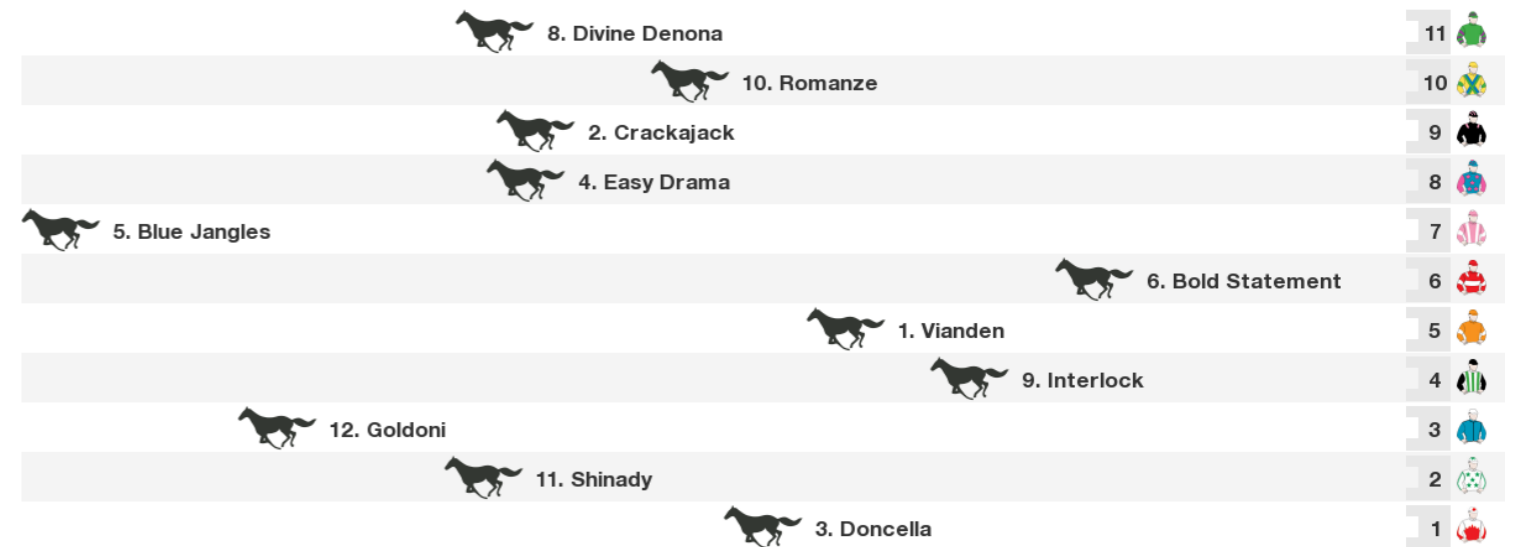 8. Divine Denona 11
10. Romanze 10
2. Crackajack 9
4. Easy Drama 8
5. Blue Jangles 7
6. Bold Statement 6
1. Vianden 5
9. Interlock 4
12. Goldoni 3
11. Shinady 2
3. Doncella 1